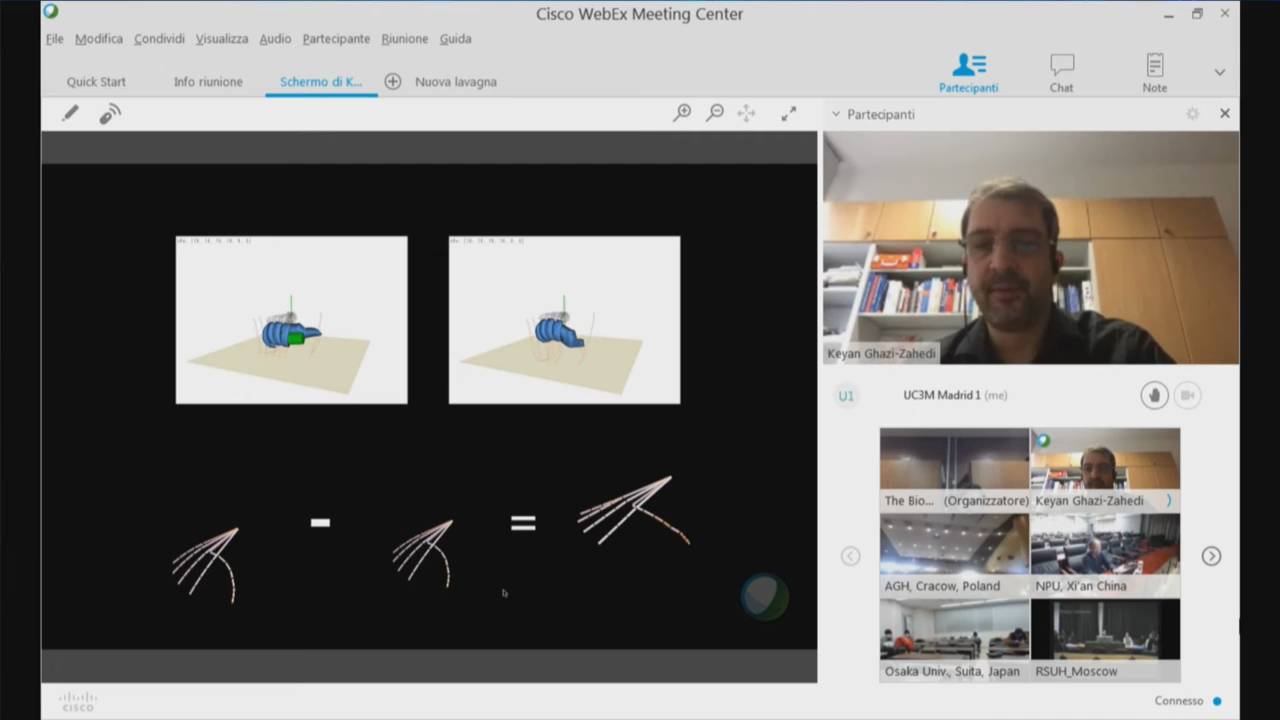 Cisco WebEx Meeting Center
File Modifica Condividi Visualizza Audio Partecipante Riunione Guida
Quick Start Info riunione Schermo di K... Nuova lavagna
Partecipanti Chat Note
Partecipanti
Keyan Ghazi-Zahedi
U1 UC3M Madrid 1 (me)
- =
The Bio... (Organizzatore) Keyan Ghazi-Zahedi
AGH, Cracow, Poland NPU, Xi'an China
Osaka Univ., Suita, Japan RSUH_Moscow
CISCO
Connesso